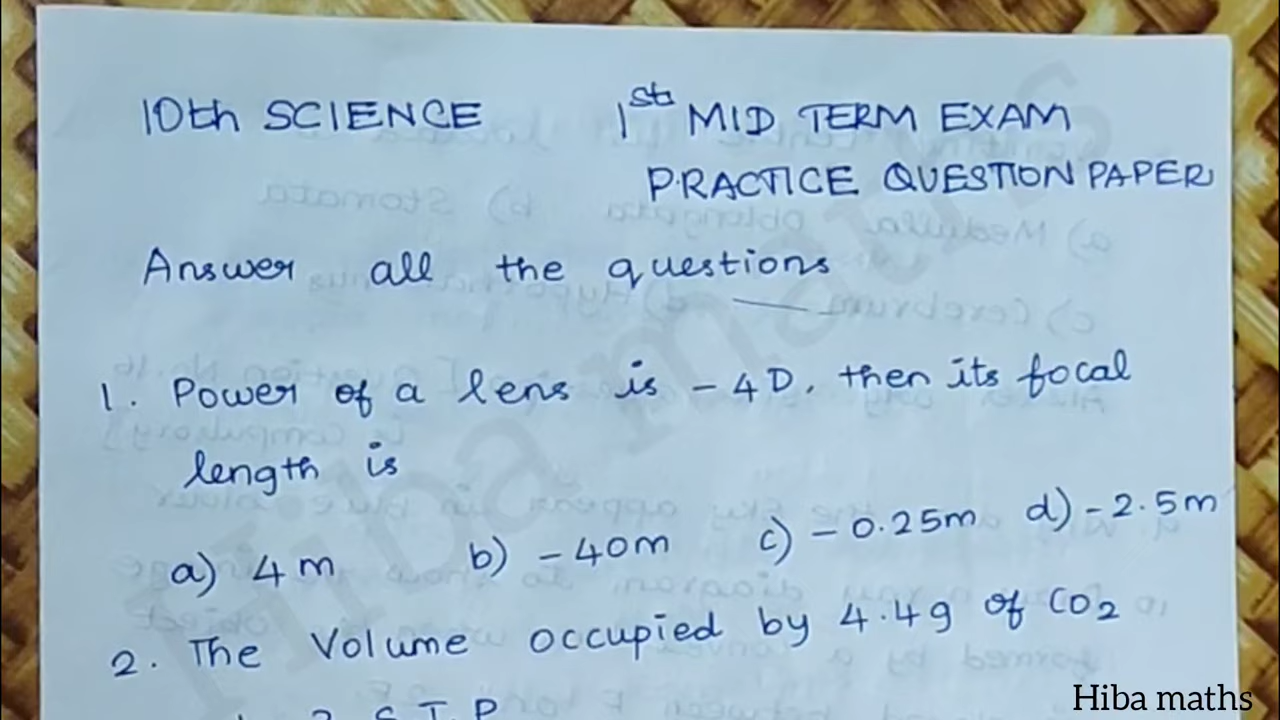 10th SCIENCE 1st MID TERM EXAM
PRACTICE QUESTION PAPER
Answer all the questions
1. Power of a lens is - 4D, then its focal
length is
a) 4m b) - 40m c) - 0.25m d) - 2.5m
2. The Volume occupied by 4.4g of CO2
S.T.P
Hiba maths
Hiba maths